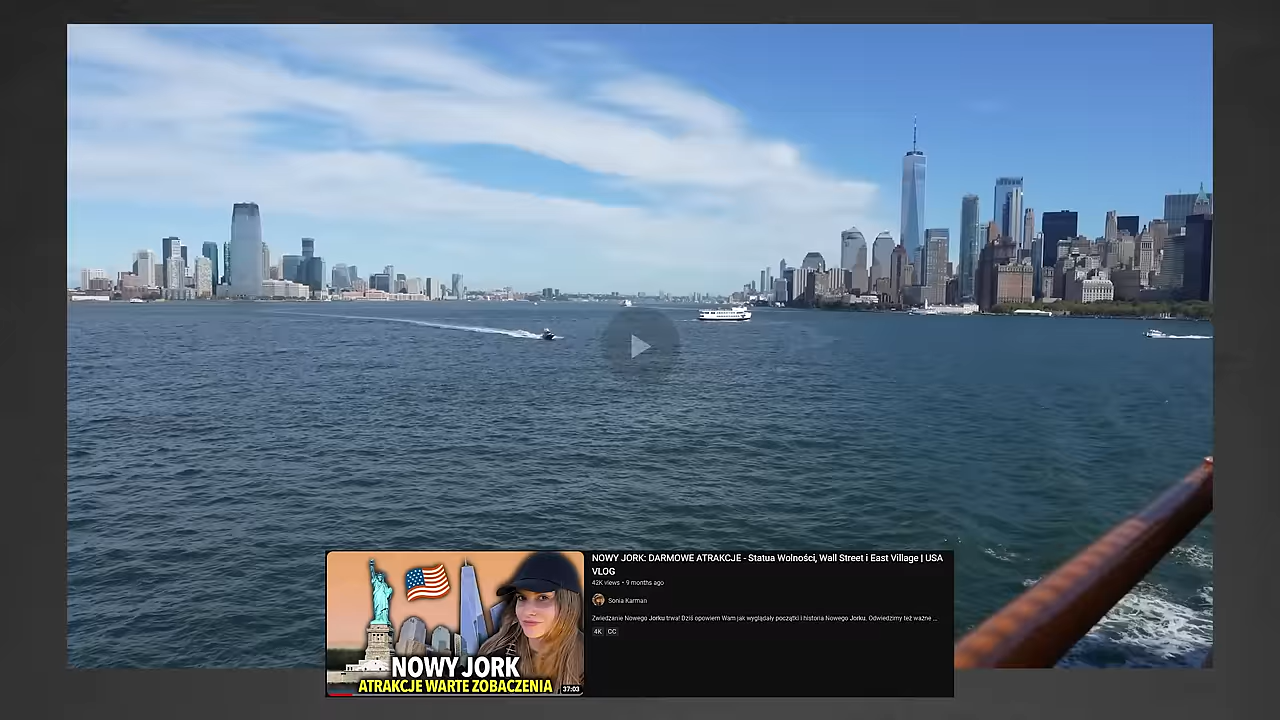 NOWY JORK: DARMOWE ATRAKCJE - Statua Wolności, Wall Street i East Village | USA
VLOG
42K views • 9 months ago
Sonia Karman
Zwiedzanie Nowego Jorku trwa! Dziś opowiem Wam jak wyglądały początki i historia Nowego Jorku. Odwiedzimy też ważne ...
4K CC
NOWY JORK
ATRAKCJE WARTE ZOBACZENIA
37:03